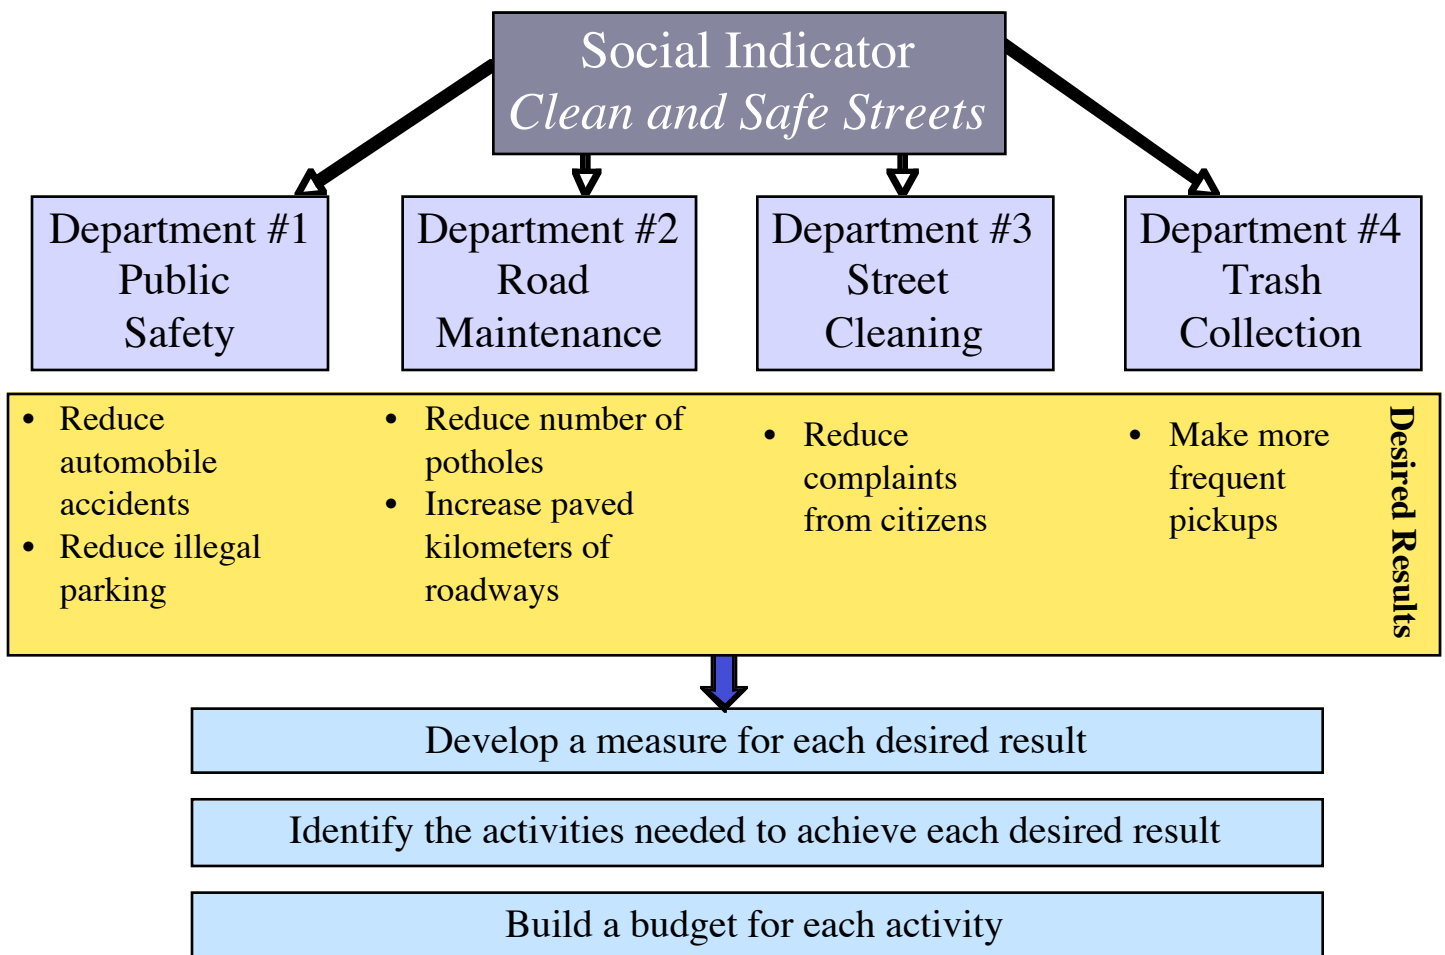 Social Indicator
Clean and Safe Streets
Department #1
Public
Safety
Department #2
Road
Maintenance
Department #3
Street
Cleaning
Department #4
Trash
Collection
• Reduce
automobile
accidents
• Reduce illegal
parking
• Reduce number of
potholes
• Increase paved
kilometers of
roadways
• Reduce
complaints
from citizens
• Make more
frequent
pickups
Desired Results
Develop a measure for each desired result
Identify the activities needed to achieve each desired result
Build a budget for each activity